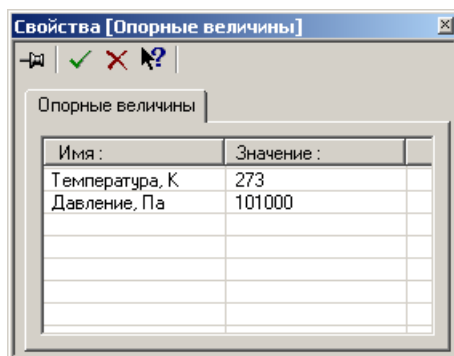 Свойства [Опорные величины]
Опорные величины
Имя : Значение :
Температура, К 273
Давление, Па 101000